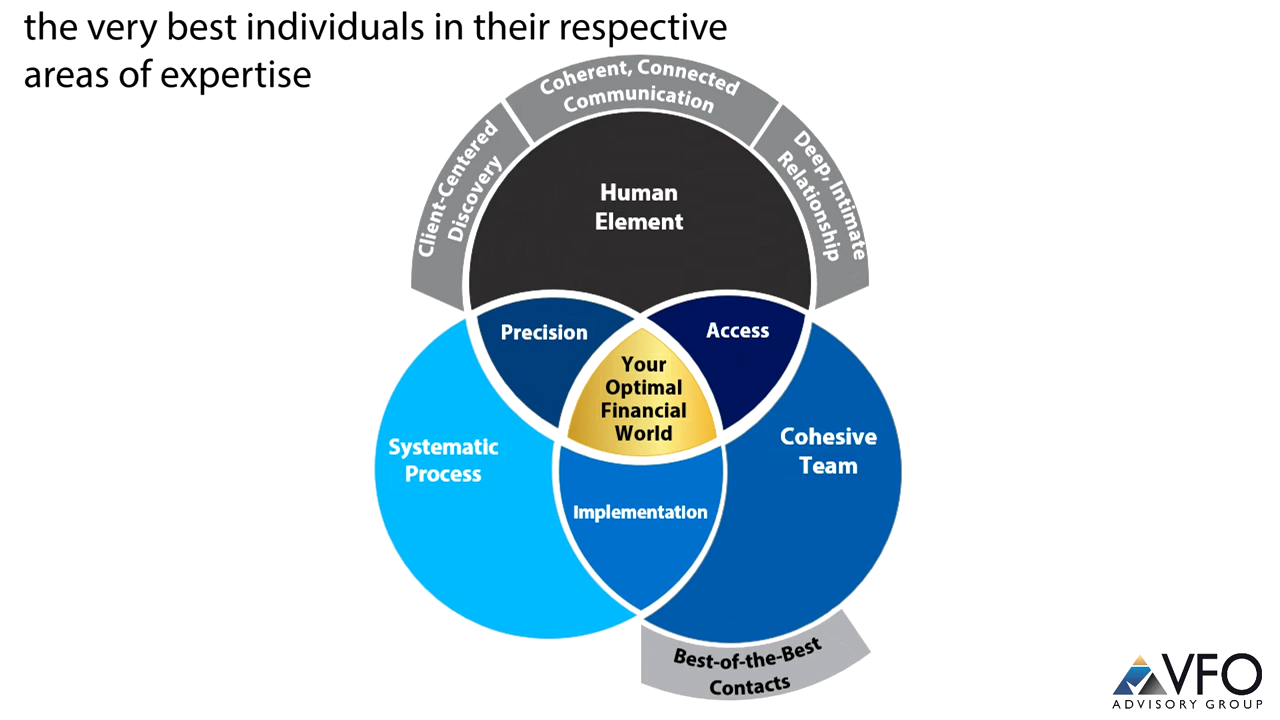 the very best individuals in their respective
areas of expertise
Coherent, Connected
Communication
Client-Centered
Discovery
Deep, Intimate
Relationship
Human
Element
Precision
Access
Your
Optimal
Financial
World
Systematic
Process
Cohesive
Team
Implementation
Best-of-the-Best
Contacts
VFO
ADVISORY GROUP